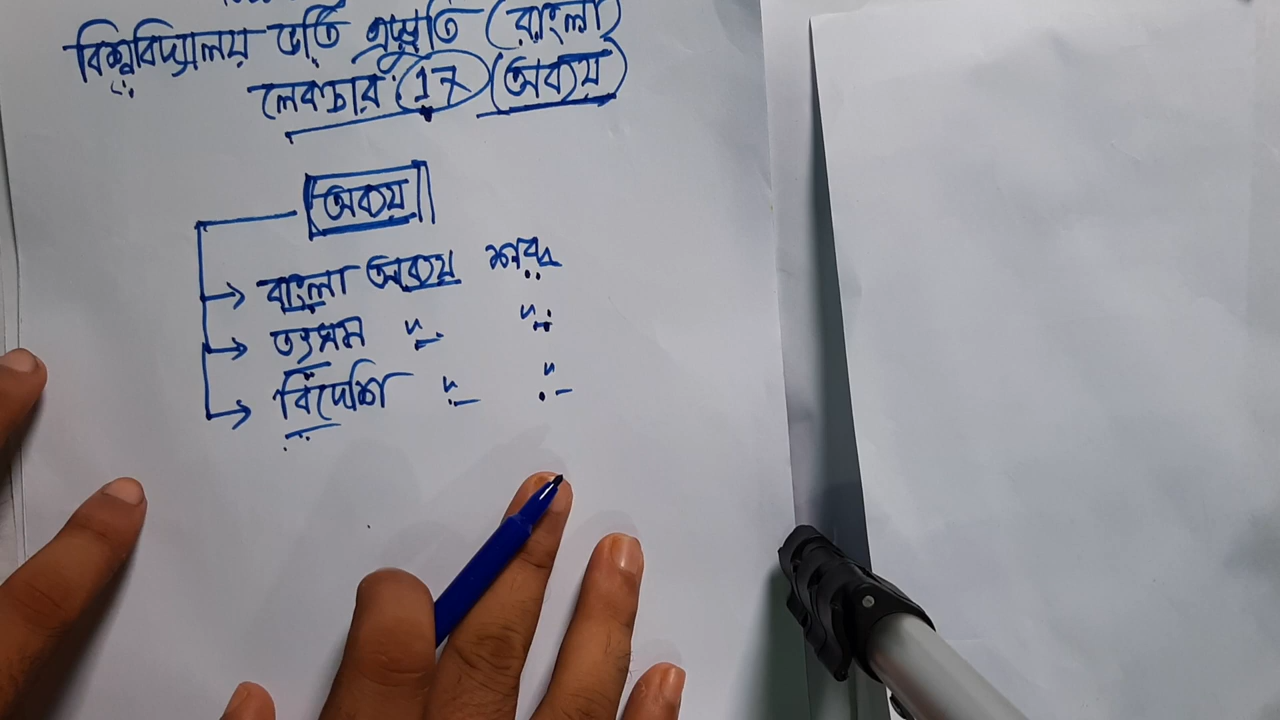 বিশ্ববিদ্যালয় ভর্তি প্রস্তুতি (বাংলা)
লেকচার (17) (অব্যয়)
অব্যয়
→ বাংলা অব্যয় শব্দ
→ তৎসম " "
→ বিদেশি " "